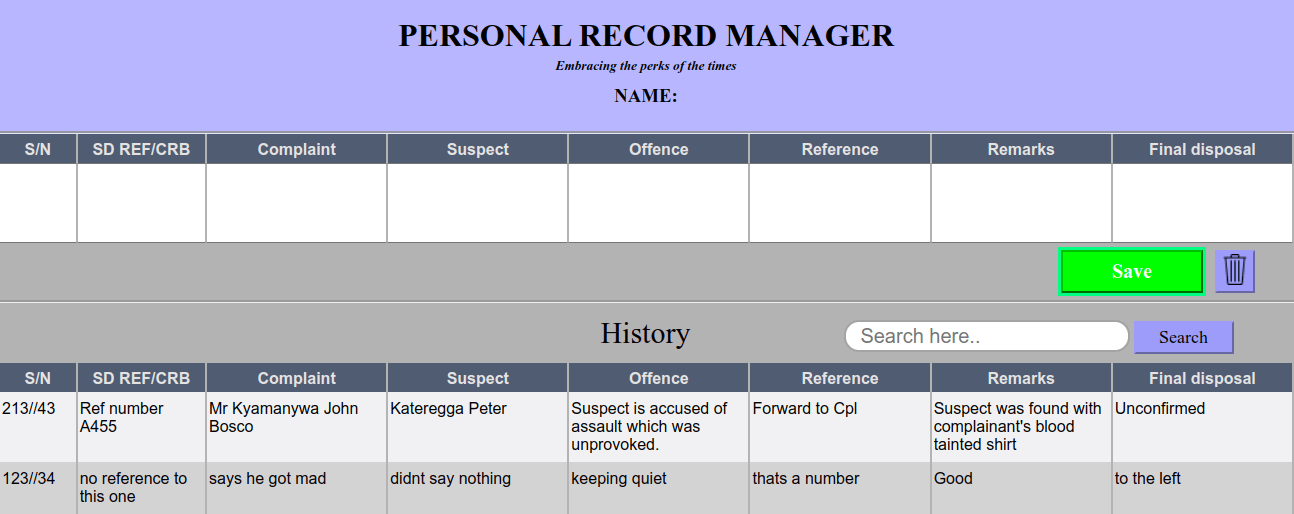 PERSONAL RECORD MANAGER
Embracing the perks of the times
NAME:
S/N SD REF/CRB Complaint Suspect Offence Reference Remarks Final disposal
Save
History Search here.. Search
S/N SD REF/CRB Complaint Suspect Offence Reference Remarks Final disposal
213//43 Ref number Mr Kyamanywa John Kateregga Peter Suspect is accused of Forward to Cpl Suspect was found with Unconfirmed
A455 Bosco assault which was complainant's blood
unprovoked. tainted shirt
123//34 no reference to says he got mad didnt say nothing keeping quiet thats a number Good to the left
this one